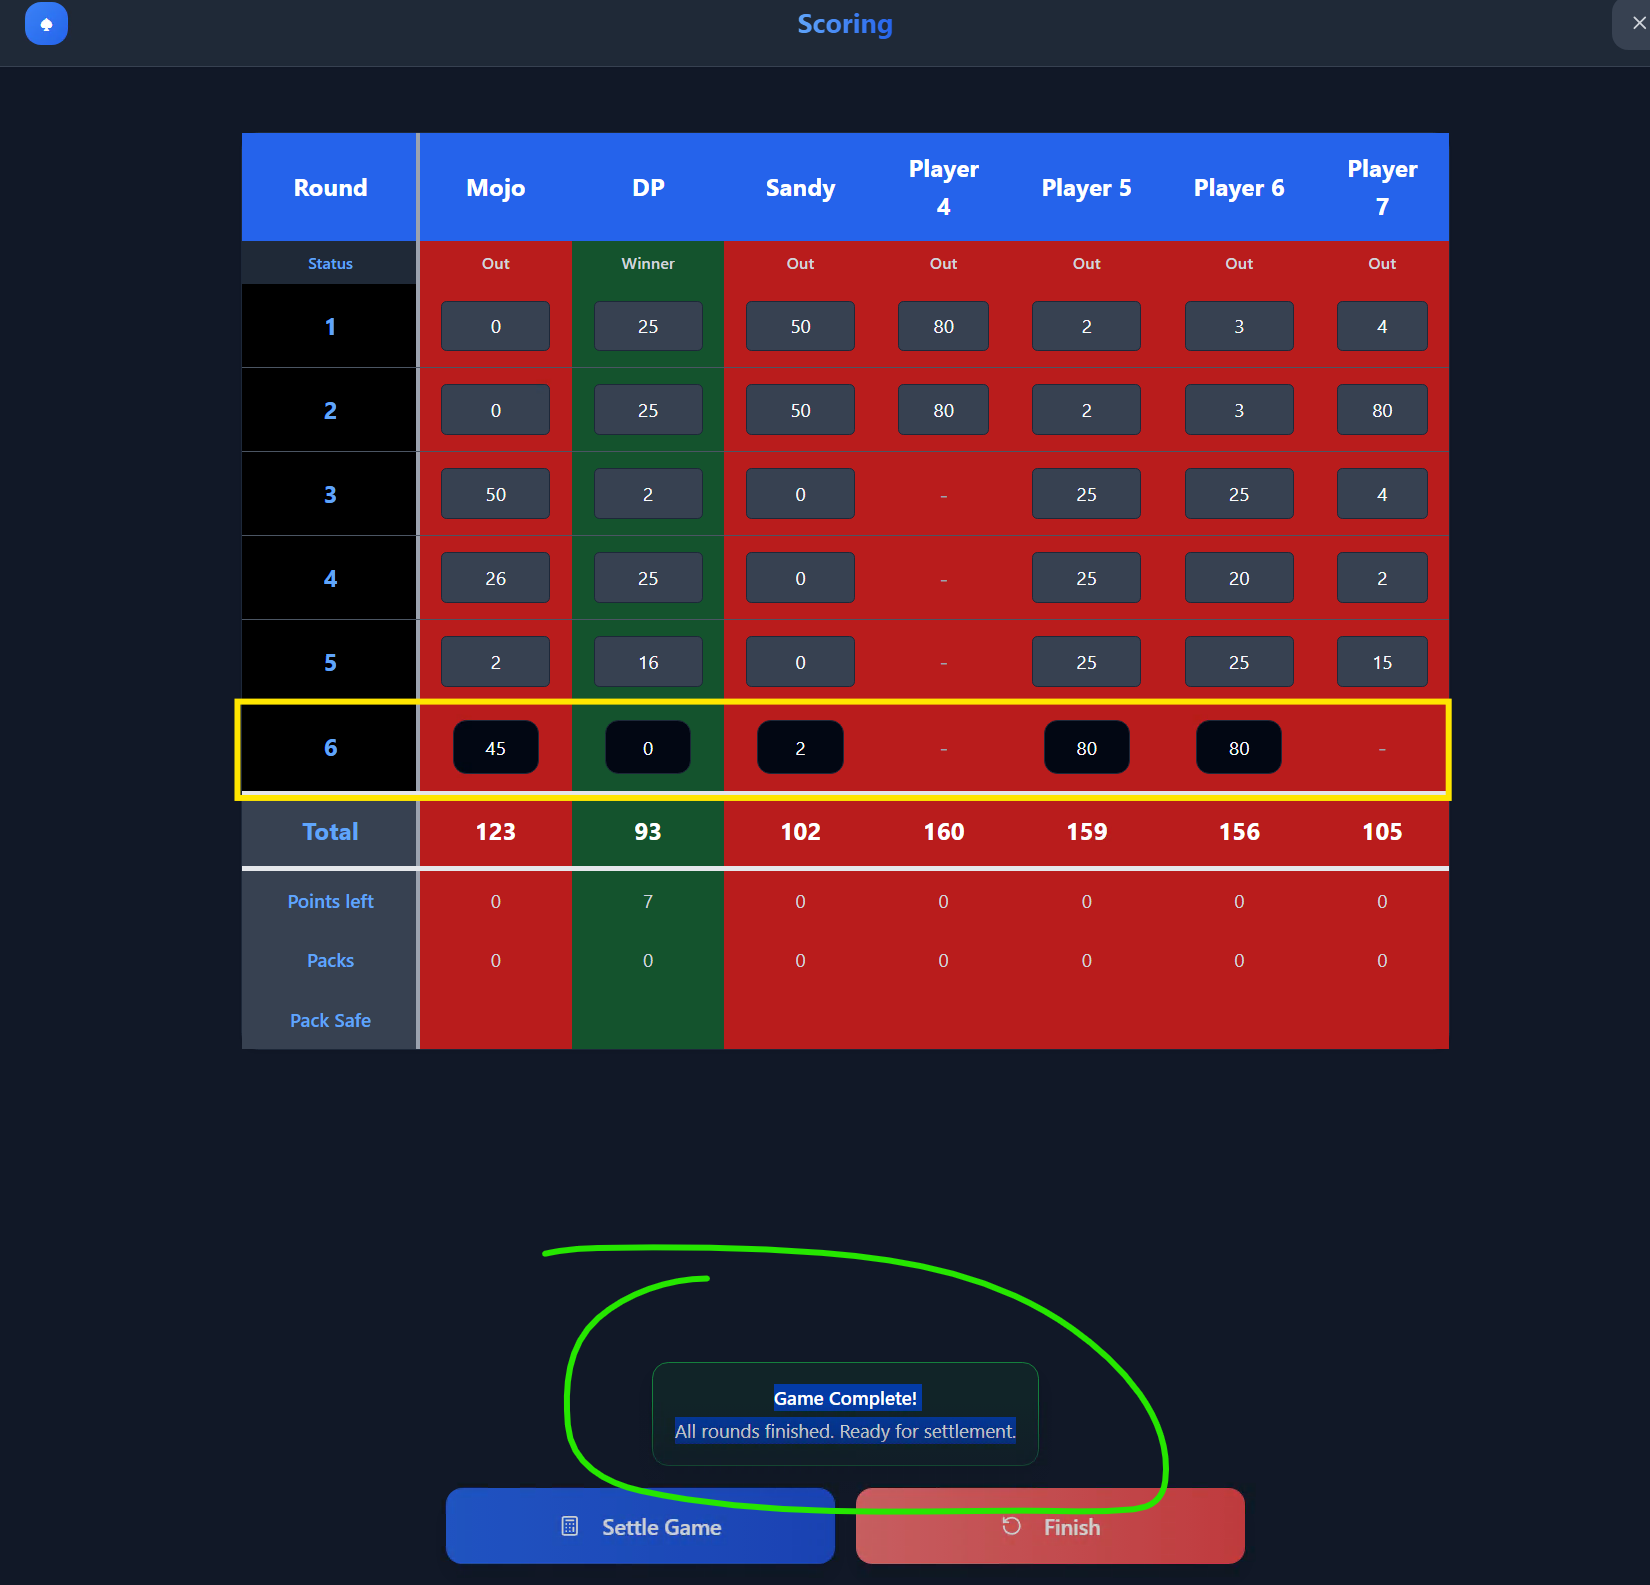 Scoring
Round Mojo DP Sandy Player 4 Player 5 Player 6 Player 7
Status Out Winner Out Out Out Out Out
1 0 25 50 80 2 3 4
2 0 25 50 80 2 3 80
3 50 2 0 - 25 25 4
4 26 25 0 - 25 20 2
5 2 16 0 - 25 25 15
6 45 0 2 - 80 80 -
Total 123 93 102 160 159 156 105
Points left 0 7 0 0 0 0 0
Packs 0 0 0 0 0 0 0
Pack Safe
Game Complete!
All rounds finished. Ready for settlement.
Settle Game Finish